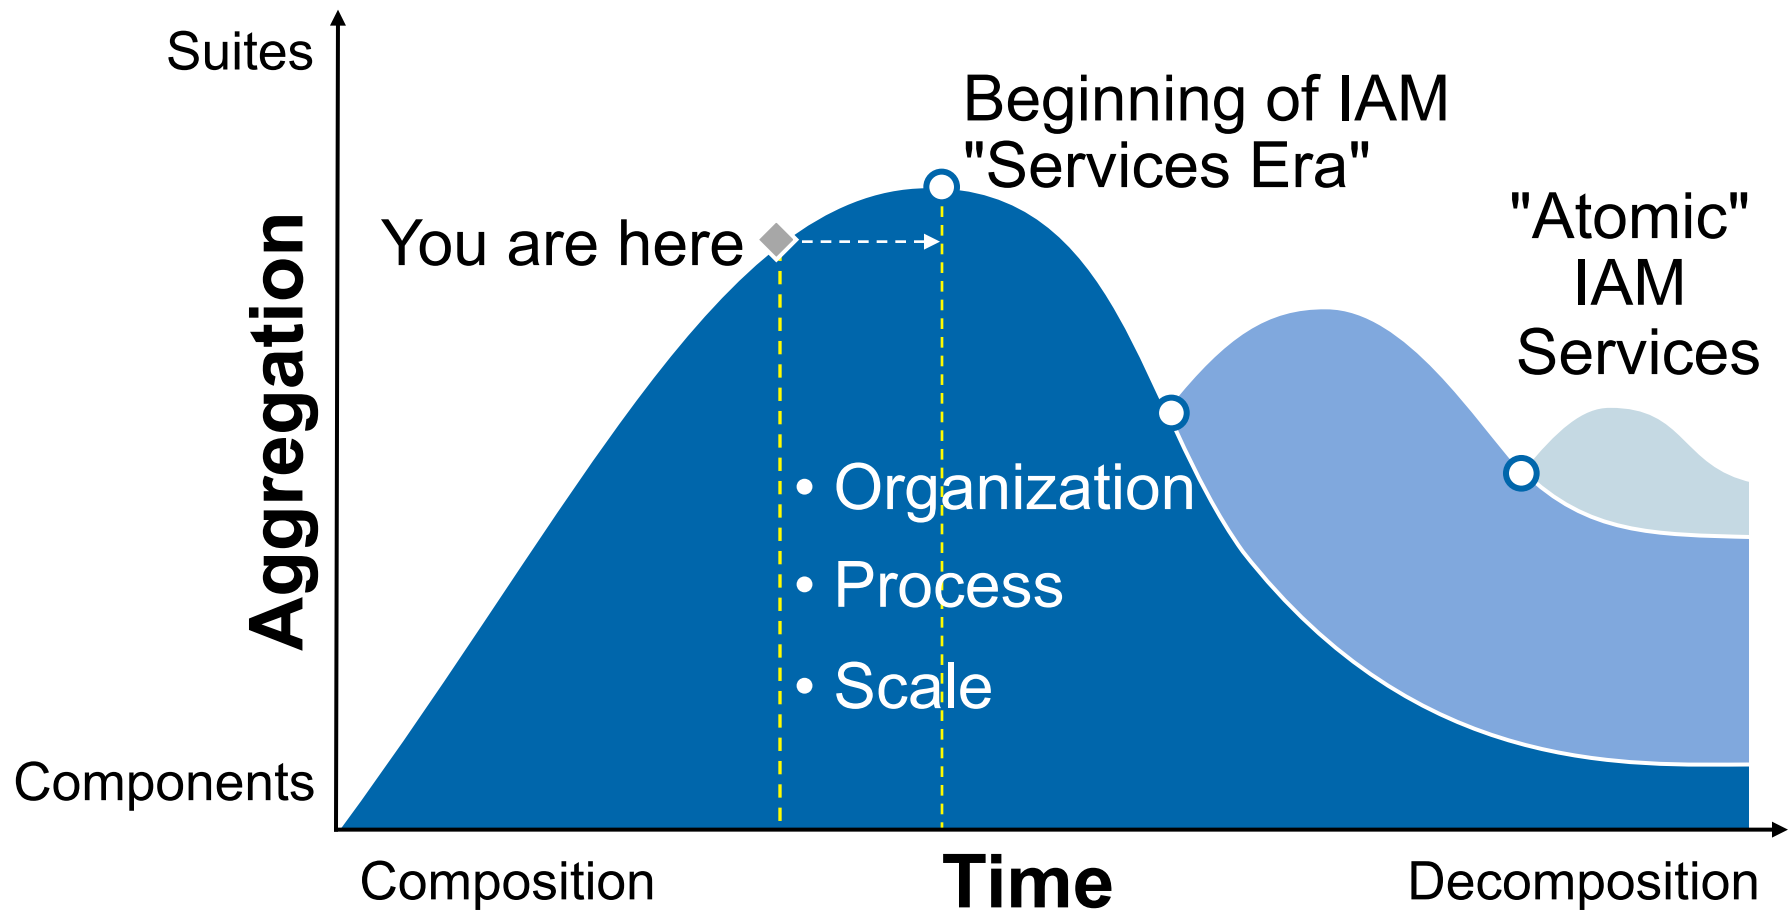 Suites
Beginning of IAM
"Services Era"
"Atomic"
IAM
Services
You are here
Aggregation
• Organization
• Process
• Scale
Components
Composition
Time
Decomposition